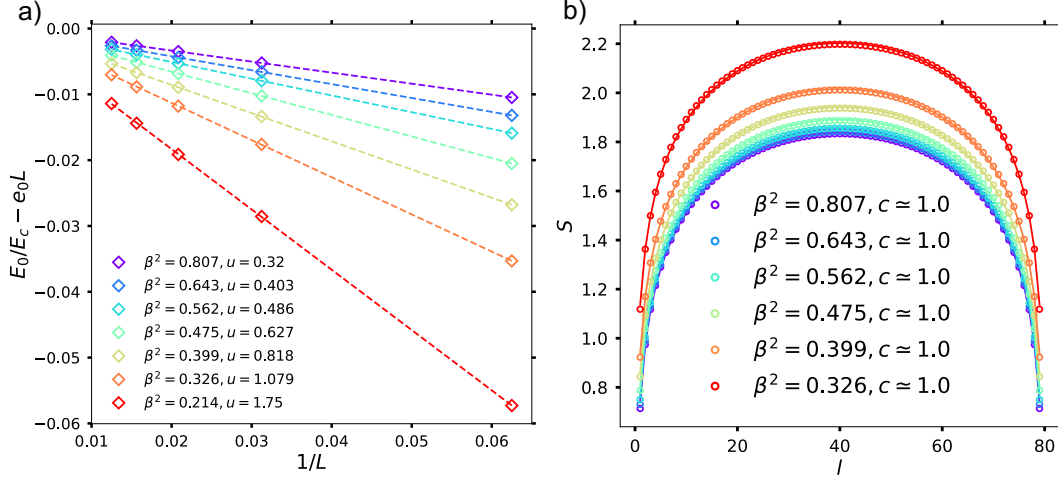 a)
0.00
−0.01
−0.02
−0.03
−0.04
−0.05
−0.06
E₀/E_c − e₀L
β² = 0.807, u = 0.32
β² = 0.643, u = 0.403
β² = 0.562, u = 0.486
β² = 0.475, u = 0.627
β² = 0.399, u = 0.818
β² = 0.326, u = 1.079
β² = 0.214, u = 1.75
0.01 0.02 0.03 0.04 0.05 0.06
1/L
b)
2.2
2.0
1.8
1.6
1.4
1.2
1.0
0.8
S
β² = 0.807, c ≃ 1.0
β² = 0.643, c ≃ 1.0
β² = 0.562, c ≃ 1.0
β² = 0.475, c ≃ 1.0
β² = 0.399, c ≃ 1.0
β² = 0.326, c ≃ 1.0
0 20 40 60 80
l